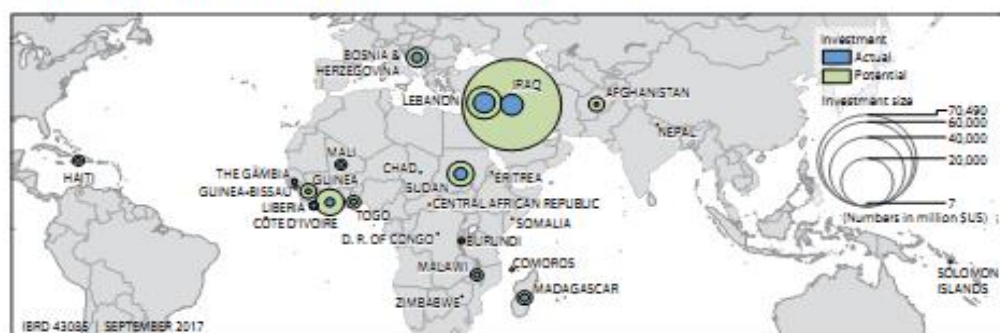 BOSNIA &
HERZEGOVINA
LEBANON
IRAQ
AFGHANISTAN
NEPAL
HAITI
MALI
THE GAMBIA
GUINEA
GUINEA-BISSAU
LIBERIA
CÔTE D'IVOIRE
TOGO
CHAD
SUDAN
ERITREA
CENTRAL AFRICAN REPUBLIC
SOMALIA
D. R. OF CONGO
BURUNDI
MALAWI
COMOROS
MADAGASCAR
ZIMBABWE
SOLOMON
ISLANDS
Investment
Actual
Potential
Investment size
70,490
60,000
40,000
20,000
7
(Numbers in million $US)
IBRD 43085 | SEPTEMBER 2017